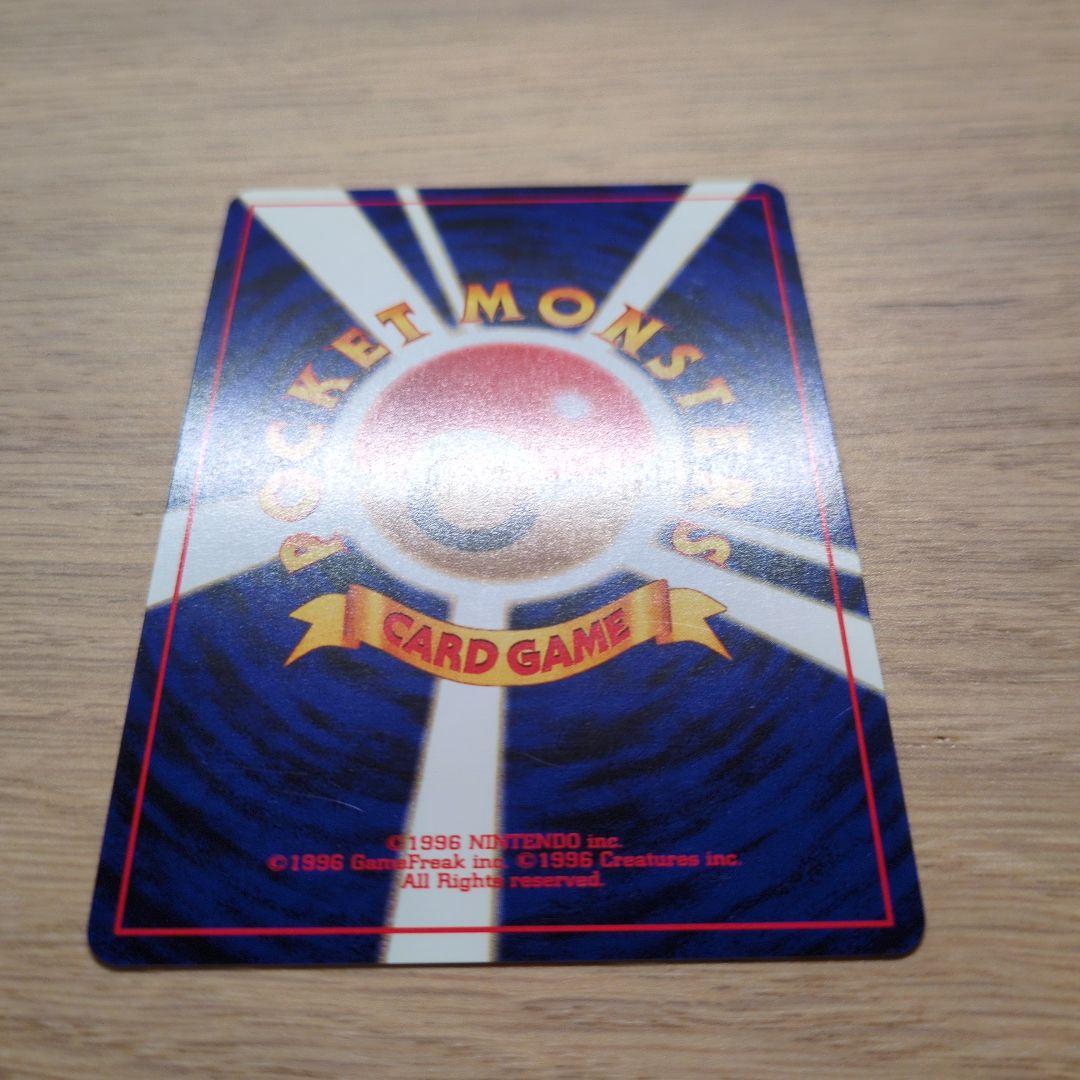 POCKET MONSTERS
CARD GAME
©1996 NINTENDO inc.
©1996 GameFreak inc. ©1996 Creatures inc.
All Rights reserved.